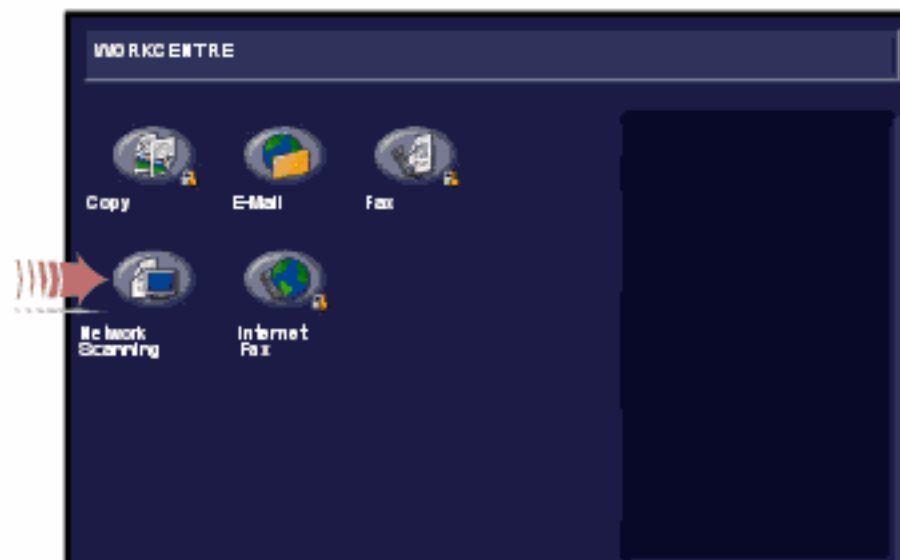 WORKCENTRE
Copy
E-Mail
Fax
Network
Scanning
Internet
Fax